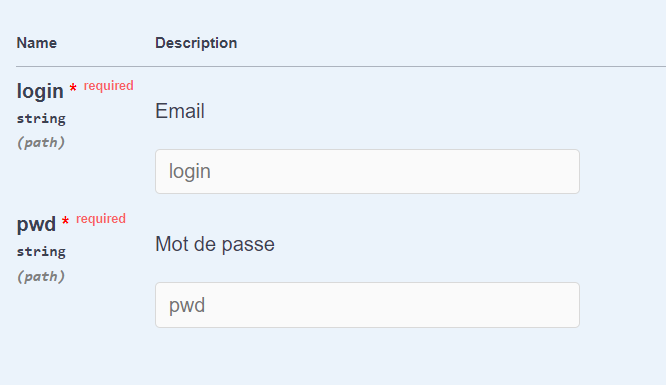 Name Description
login * required
string
(path)
Email
login
pwd * required
string
(path)
Mot de passe
pwd